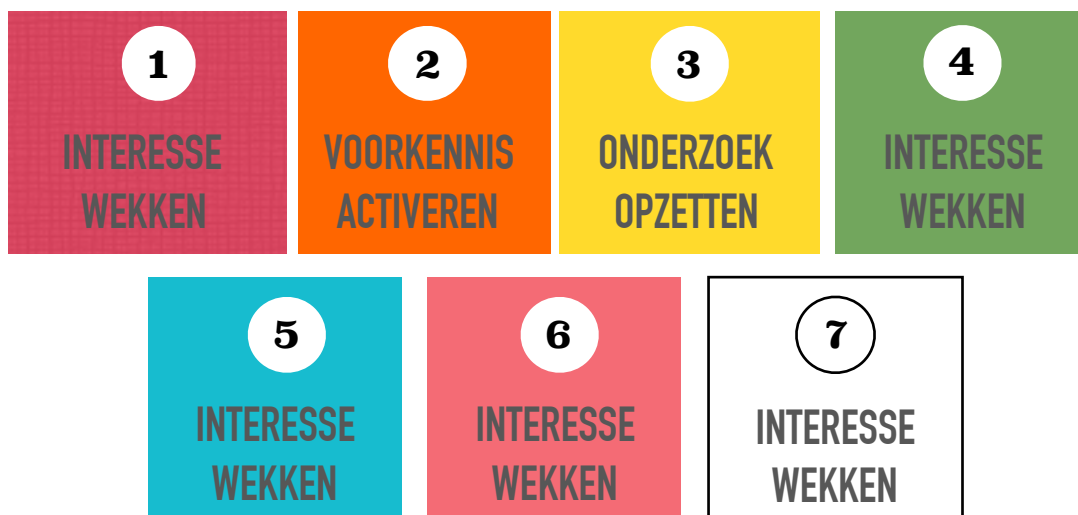 1
INTERESSE
WEKKEN
2
VOORKENNIS
ACTIVEREN
3
ONDERZOEK
OPZETTEN
4
INTERESSE
WEKKEN
5
INTERESSE
WEKKEN
6
INTERESSE
WEKKEN
7
INTERESSE
WEKKEN